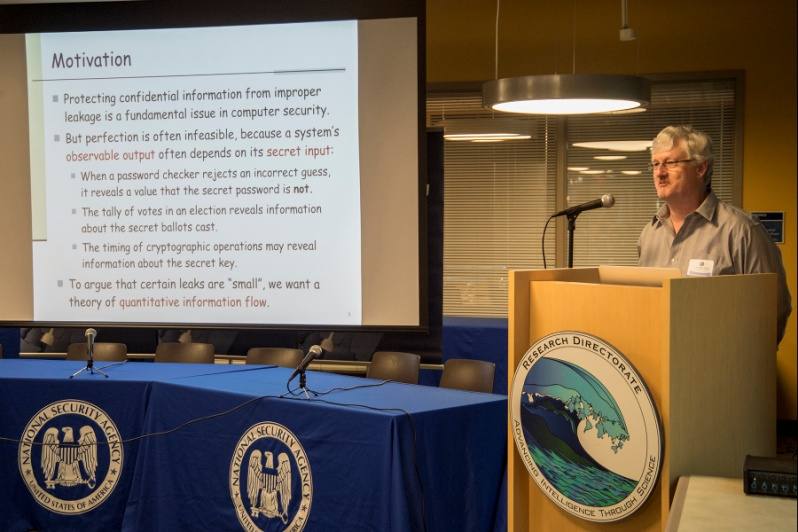 Motivation
Protecting confidential information from improper
leakage is a fundamental issue in computer security.
But perfection is often infeasible, because a system's
observable output often depends on its secret input:
When a password checker rejects an incorrect guess,
it reveals a value that the secret password is not.
The tally of votes in an election reveals information
about the secret ballots cast.
The timing of cryptographic operations may reveal
information about the secret key.
To argue that certain leaks are "small", we want a
theory of quantitative information flow.
NATIONAL SECURITY AGENCY
UNITED STATES OF AMERICA
NATIONAL SECURITY AGENCY
UNITED STATES OF AMERICA
RESEARCH DIRECTORATE
ADVANCING INTELLIGENCE THROUGH SCIENCE